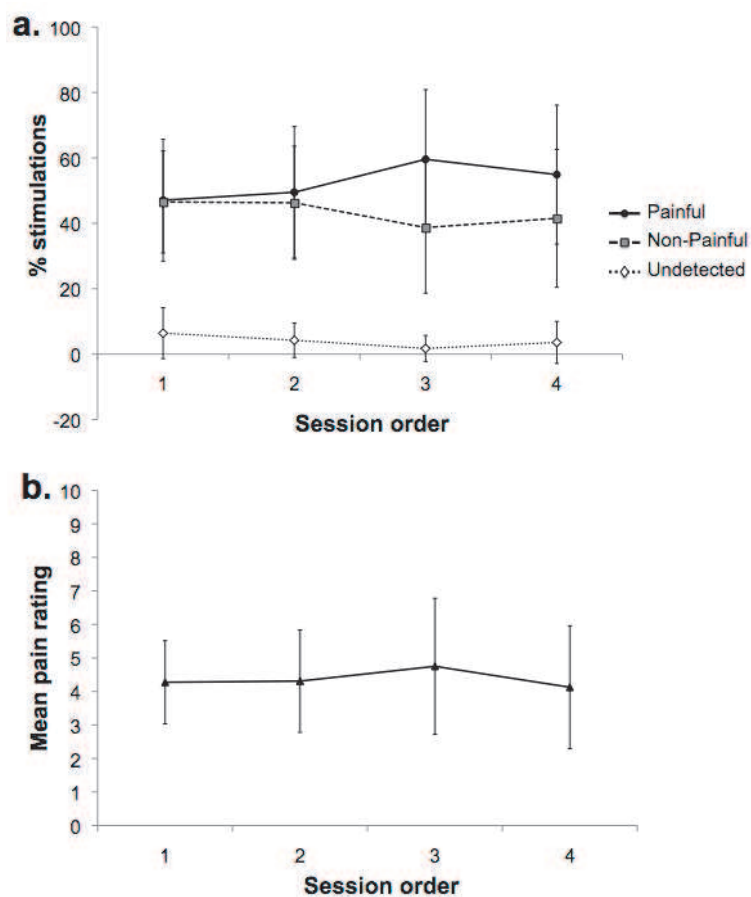 a.
100
80
60
40
20
0
-20
% stimulations
1 2 3 4
Session order
Painful
Non-Painful
Undetected
b.
10
9
8
7
6
5
4
3
2
1
0
Mean pain rating
1 2 3 4
Session order